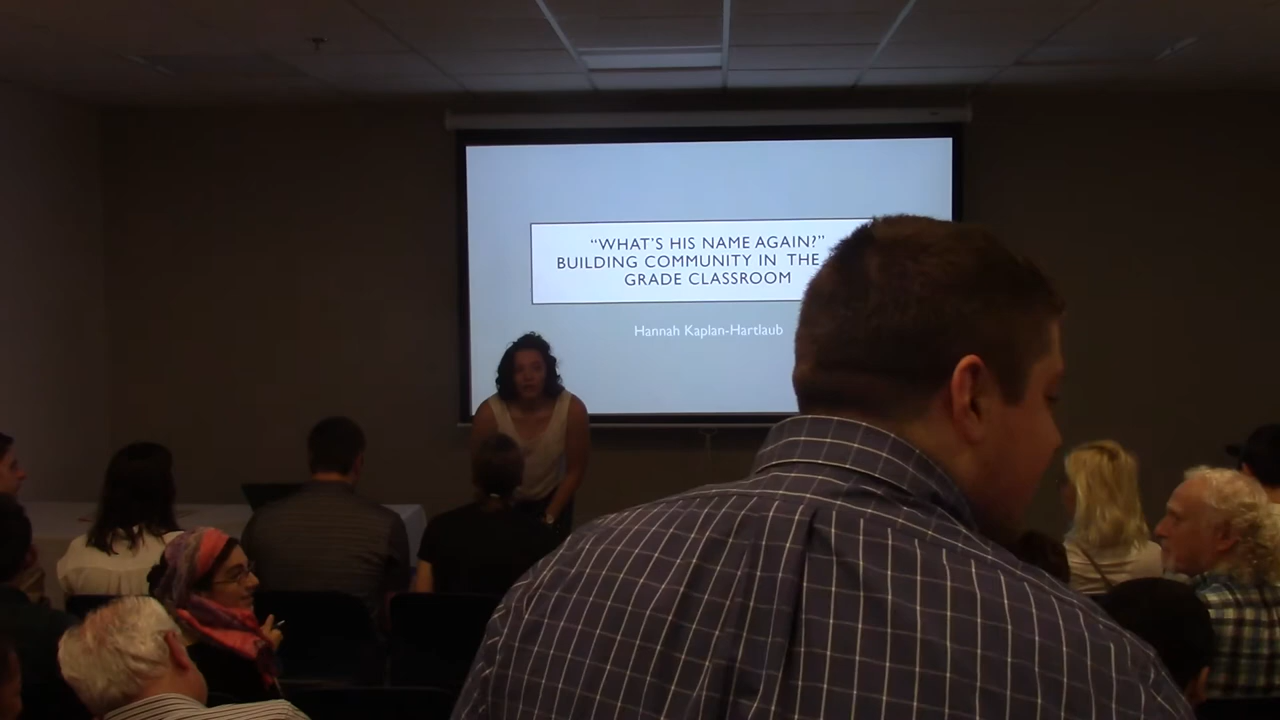 “WHAT’S HIS NAME AGAIN?”
BUILDING COMMUNITY IN THE
GRADE CLASSROOM
Hannah Kaplan-Hartlaub